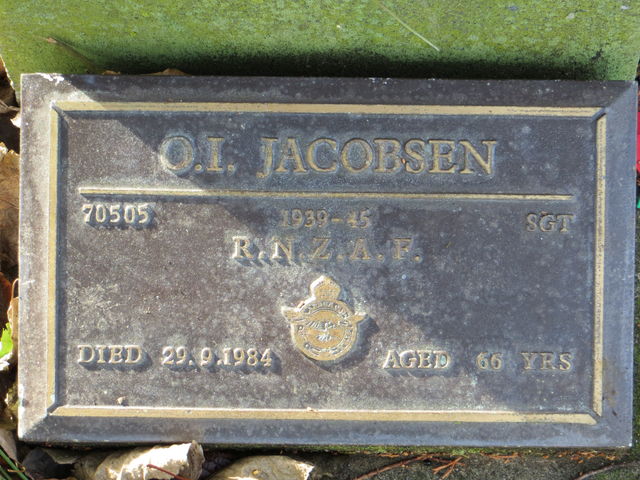 O.I. JACOBSEN
70505 1939-45 SGT
R.N.Z.A.F.
DIED 29.9.1984 AGED 66 YRS